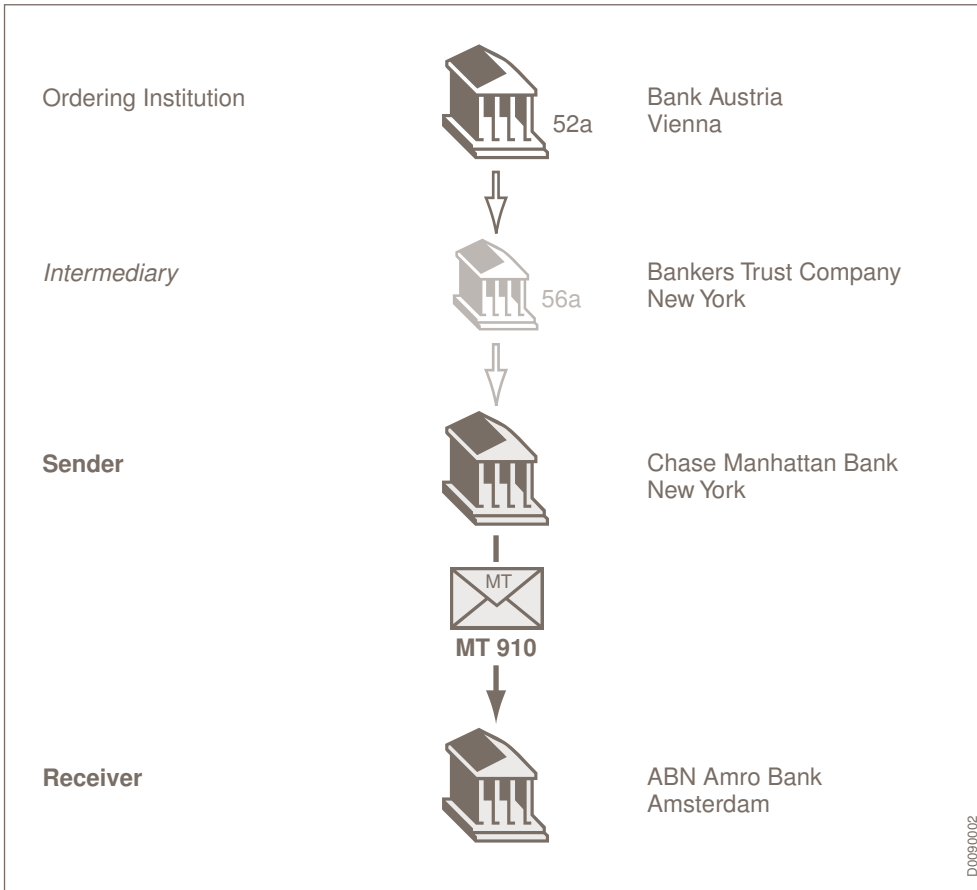 Ordering Institution
52a
Bank Austria
Vienna
Intermediary
56a
Bankers Trust Company
New York
Sender
Chase Manhattan Bank
New York
MT
MT 910
Receiver
ABN Amro Bank
Amsterdam
D0090002